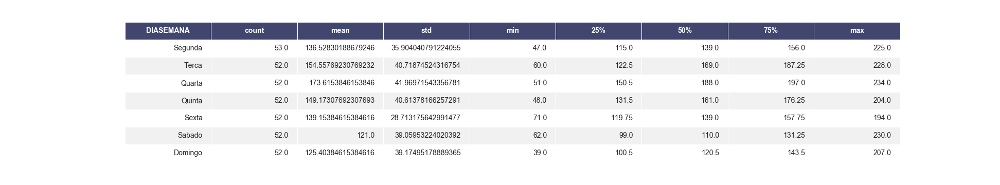 DIASEMANA count mean std min 25% 50% 75% max
Segunda 53.0 136.52830188679246 35.904040791224055 47.0 115.0 139.0 156.0 225.0
Terca 52.0 154.55769230769232 40.71874524316754 60.0 122.5 169.0 187.25 228.0
Quarta 52.0 173.6153846153846 41.96971543356781 51.0 150.5 188.0 197.0 234.0
Quinta 52.0 149.17307692307693 40.61378166257291 48.0 131.5 161.0 176.25 204.0
Sexta 52.0 139.15384615384616 28.713175642991477 71.0 119.75 139.0 157.75 194.0
Sabado 52.0 121.0 39.05953224020392 62.0 99.0 110.0 131.25 230.0
Domingo 52.0 125.40384615384616 39.17495178889365 39.0 100.5 120.5 143.5 207.0